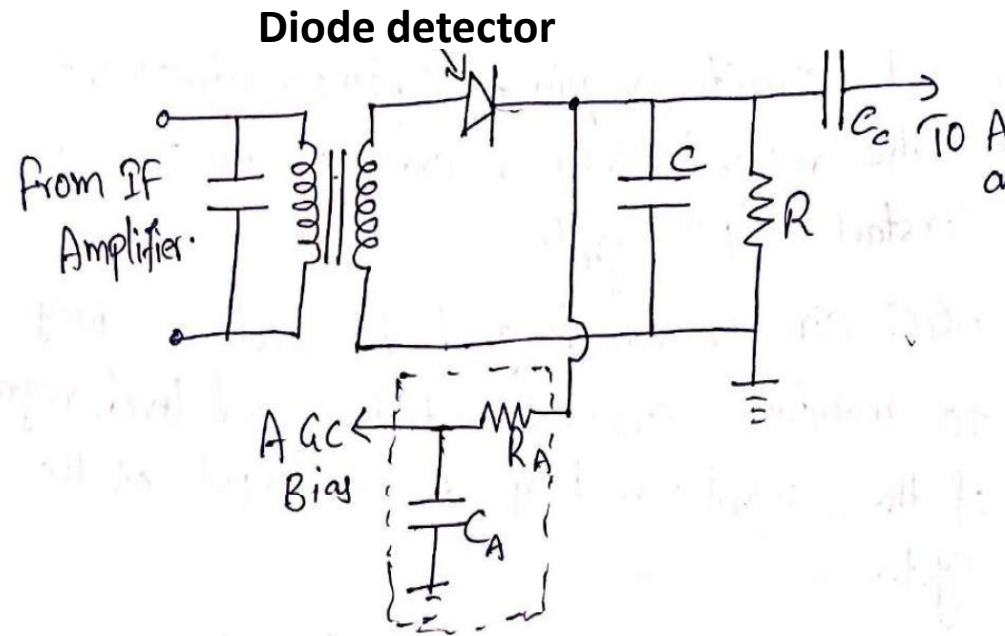 Diode detector
From IF
Amplifier.
C
R
Cc
TO A
AGC
Bias
RA
CA